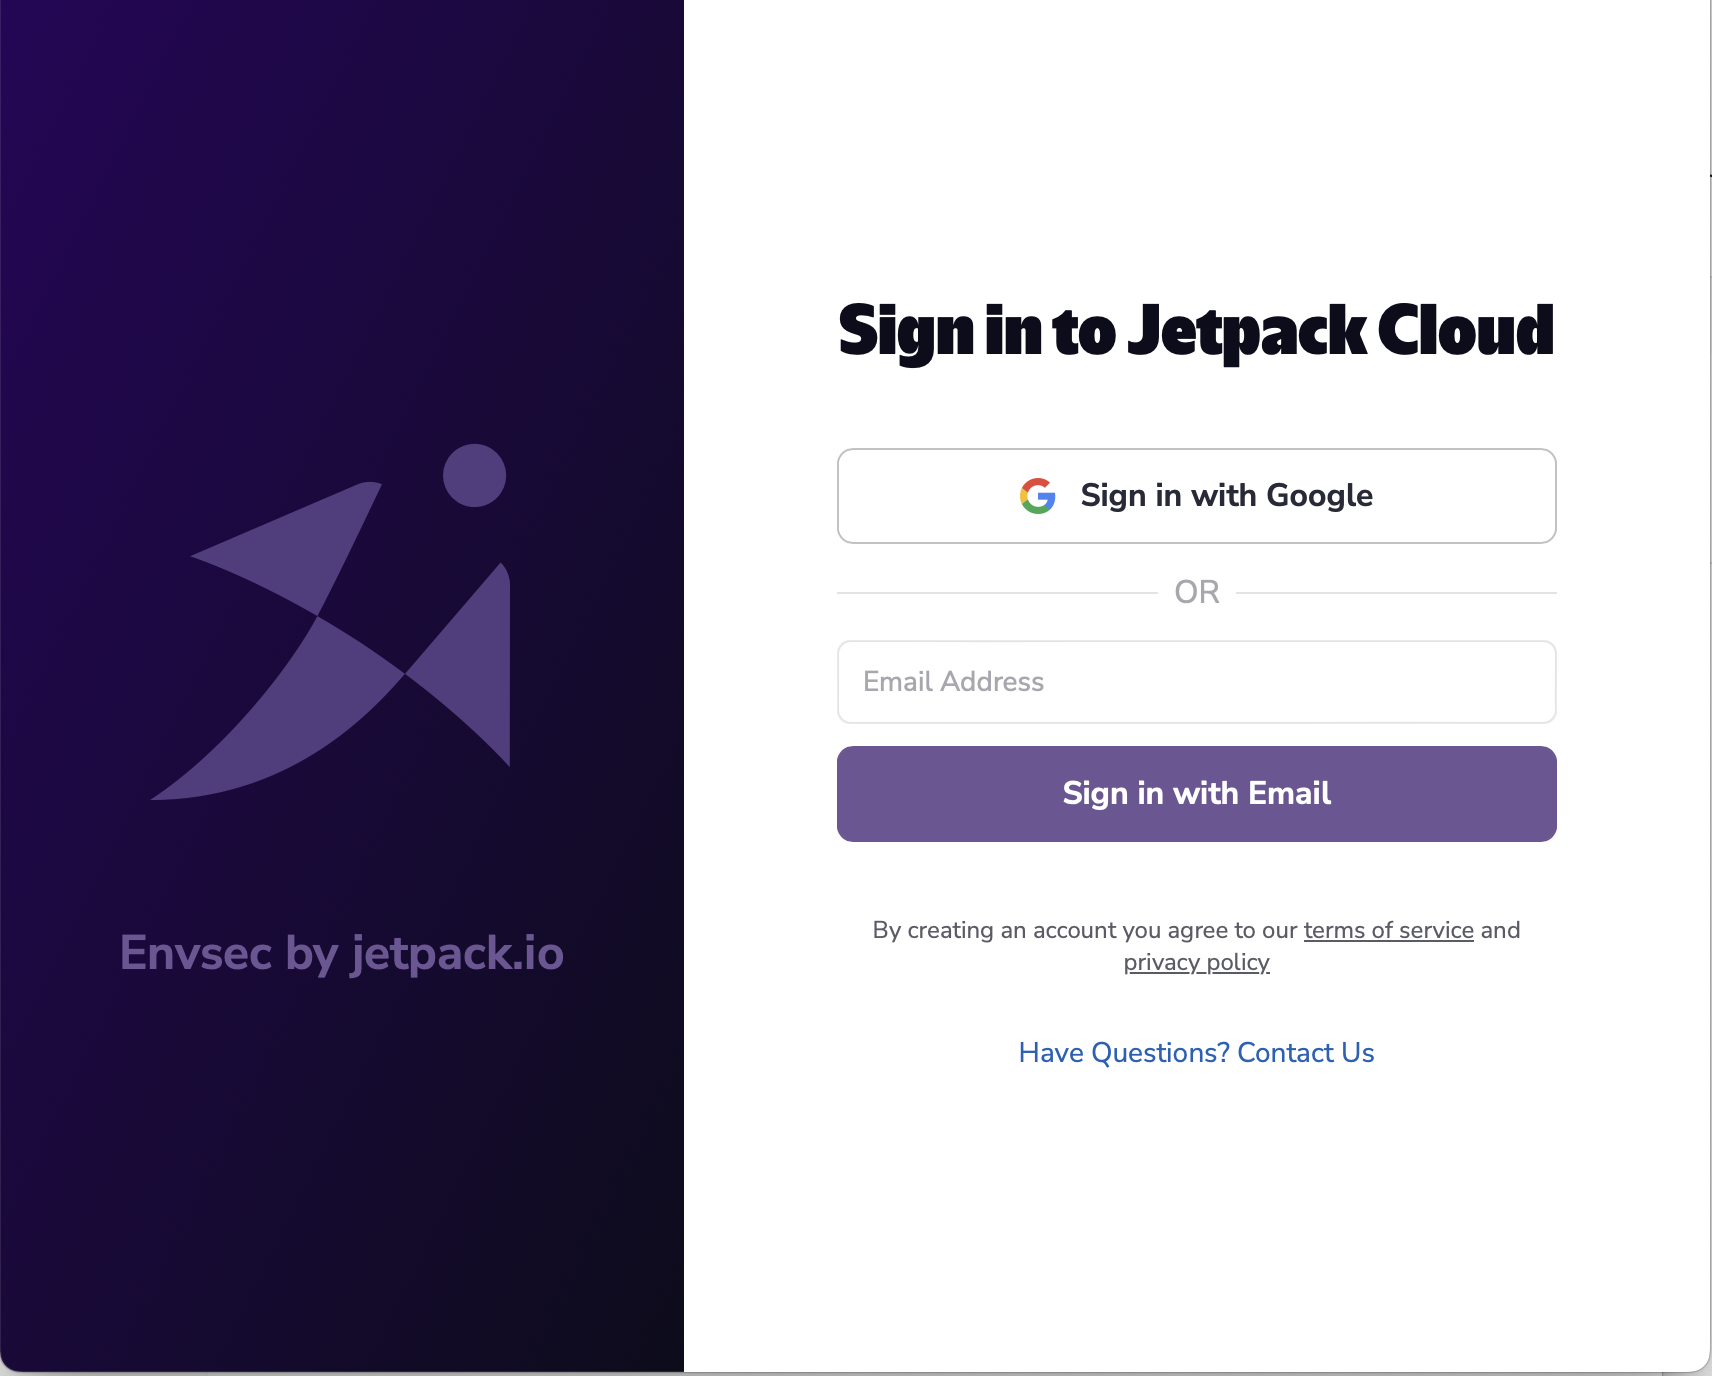 Envsec by jetpack.io
Sign in to Jetpack Cloud
Sign in with Google
OR
Email Address
Sign in with Email
By creating an account you agree to our terms of service and
privacy policy
Have Questions? Contact Us